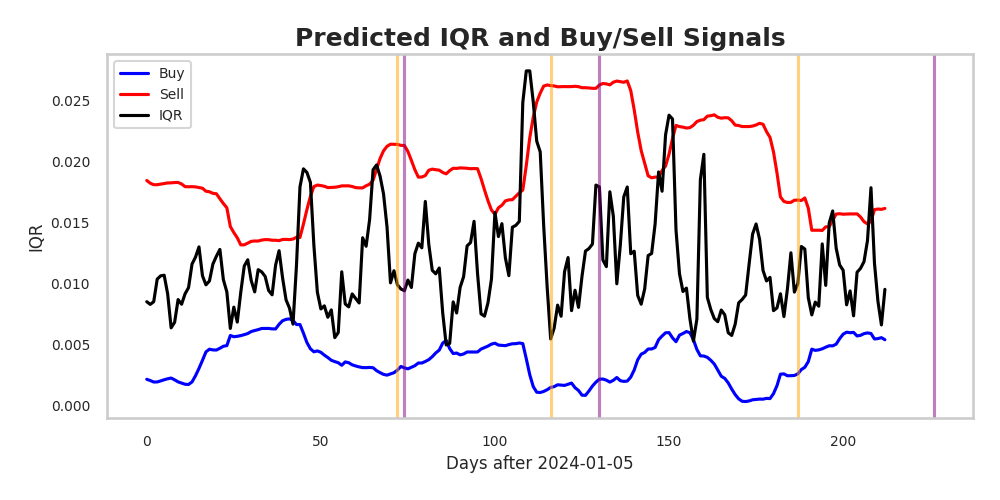 Predicted IQR and Buy/Sell Signals
Buy
Sell
IQR
IQR
0.025
0.020
0.015
0.010
0.005
0.000
0 50 100 150 200
Days after 2024-01-05